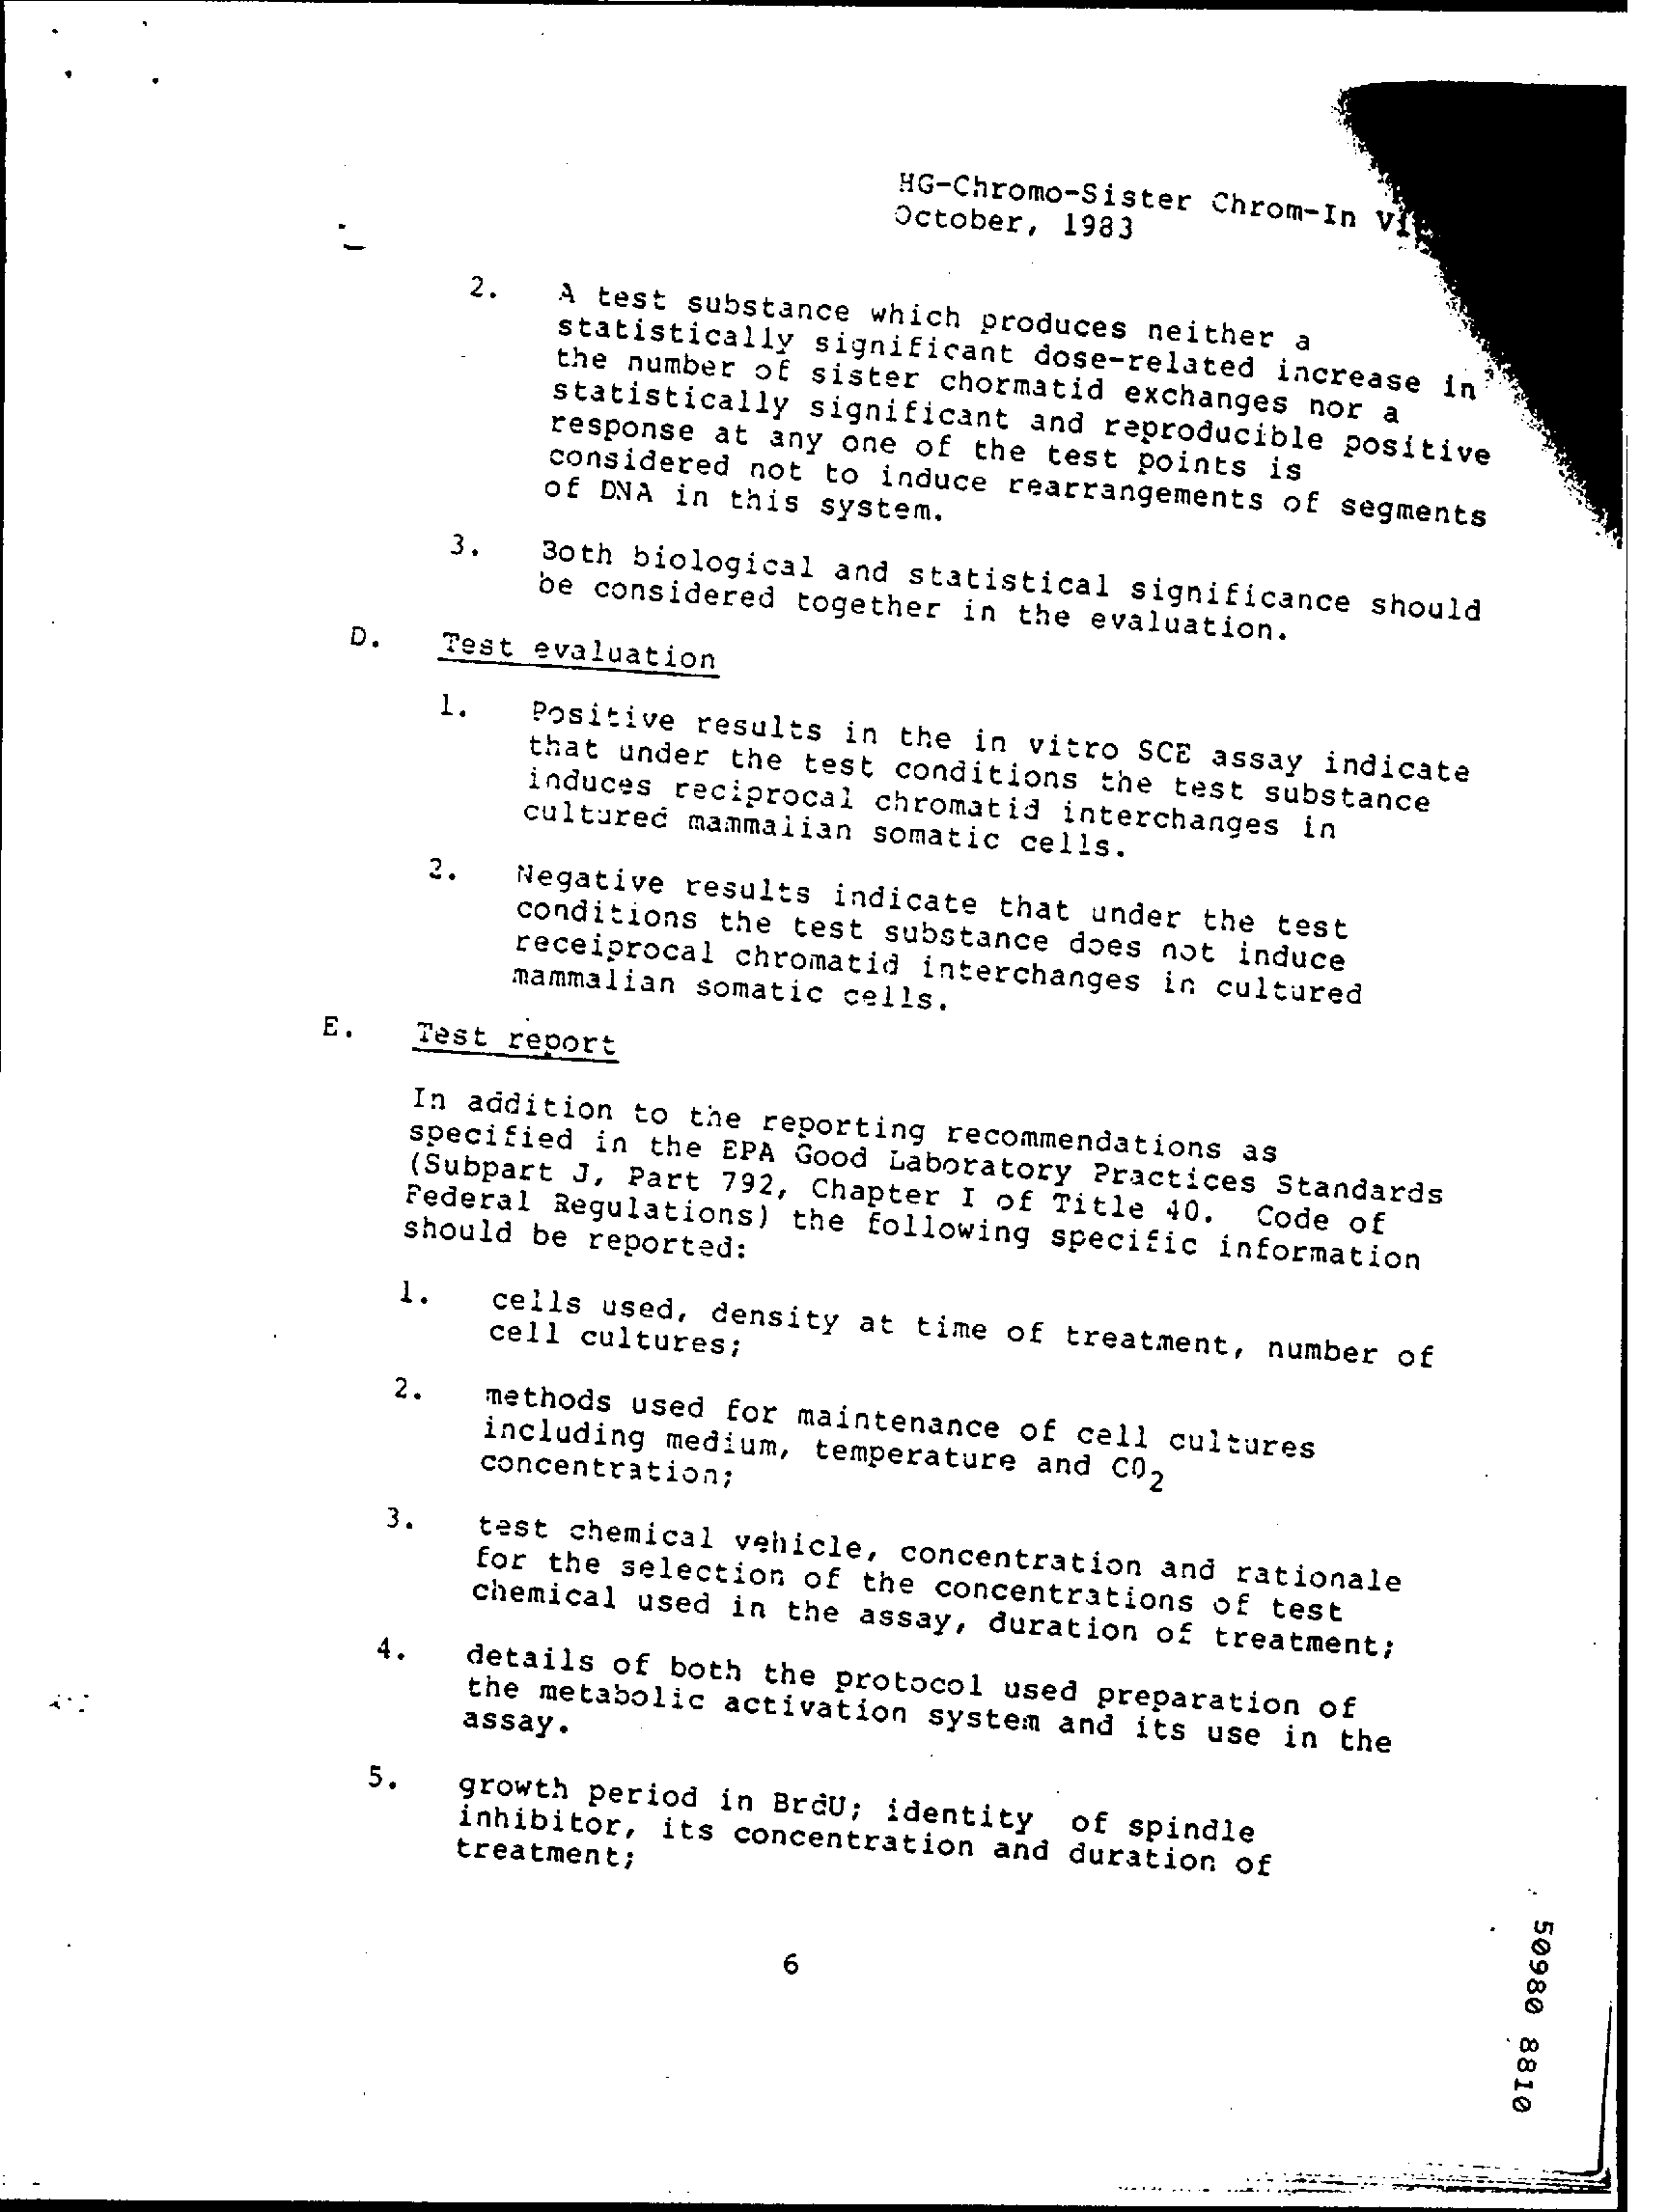 HG-Chromo-Sister Chrom-In
October, 1983
2. A test substance which produces neither a
statistically significant dose-related increase in
the number of sister chormatid exchanges nor a
statistically significant and reproducible positive
response at any one of the test points is
considered not to induce rearrangements of segments
of DNA in this system.
3. Both biological and statistical significance should
be considered together in the evaluation.
D. Test evaluation
1. Positive results in the in vitro SCE assay indicate
that under the test conditions the test substance
induces reciprocal chromatid interchanges in
cultured mammalian somatic cells.
2. Negative results indicate that under the test
conditions the test substance does not induce
receiprocal chromatid interchanges in cultured
mammalian somatic cells.
E. Test report
In addition to the reporting recommendations as
specified in the EPA Good Laboratory Practices Standards
(Subpart J, Part 792, Chapter I of Title 40. Code of
Federal Regulations) the following specific information
should be reported:
1. cells used, density at time of treatment, number of
cell cultures;
2. methods used for maintenance of cell cultures
including medium, temperature and CO2
concentration;
3. test chemical vehicle, concentration and rationale
for the selection of the concentrations of test
chemical used in the assay, duration of treatment;
4. details of both the protocol used preparation of
the metabolic activation system and its use in the
assay.
5. growth period in BrdU; identity of spindle
inhibitor, its concentration and duration of
treatment;
6
50980 8810